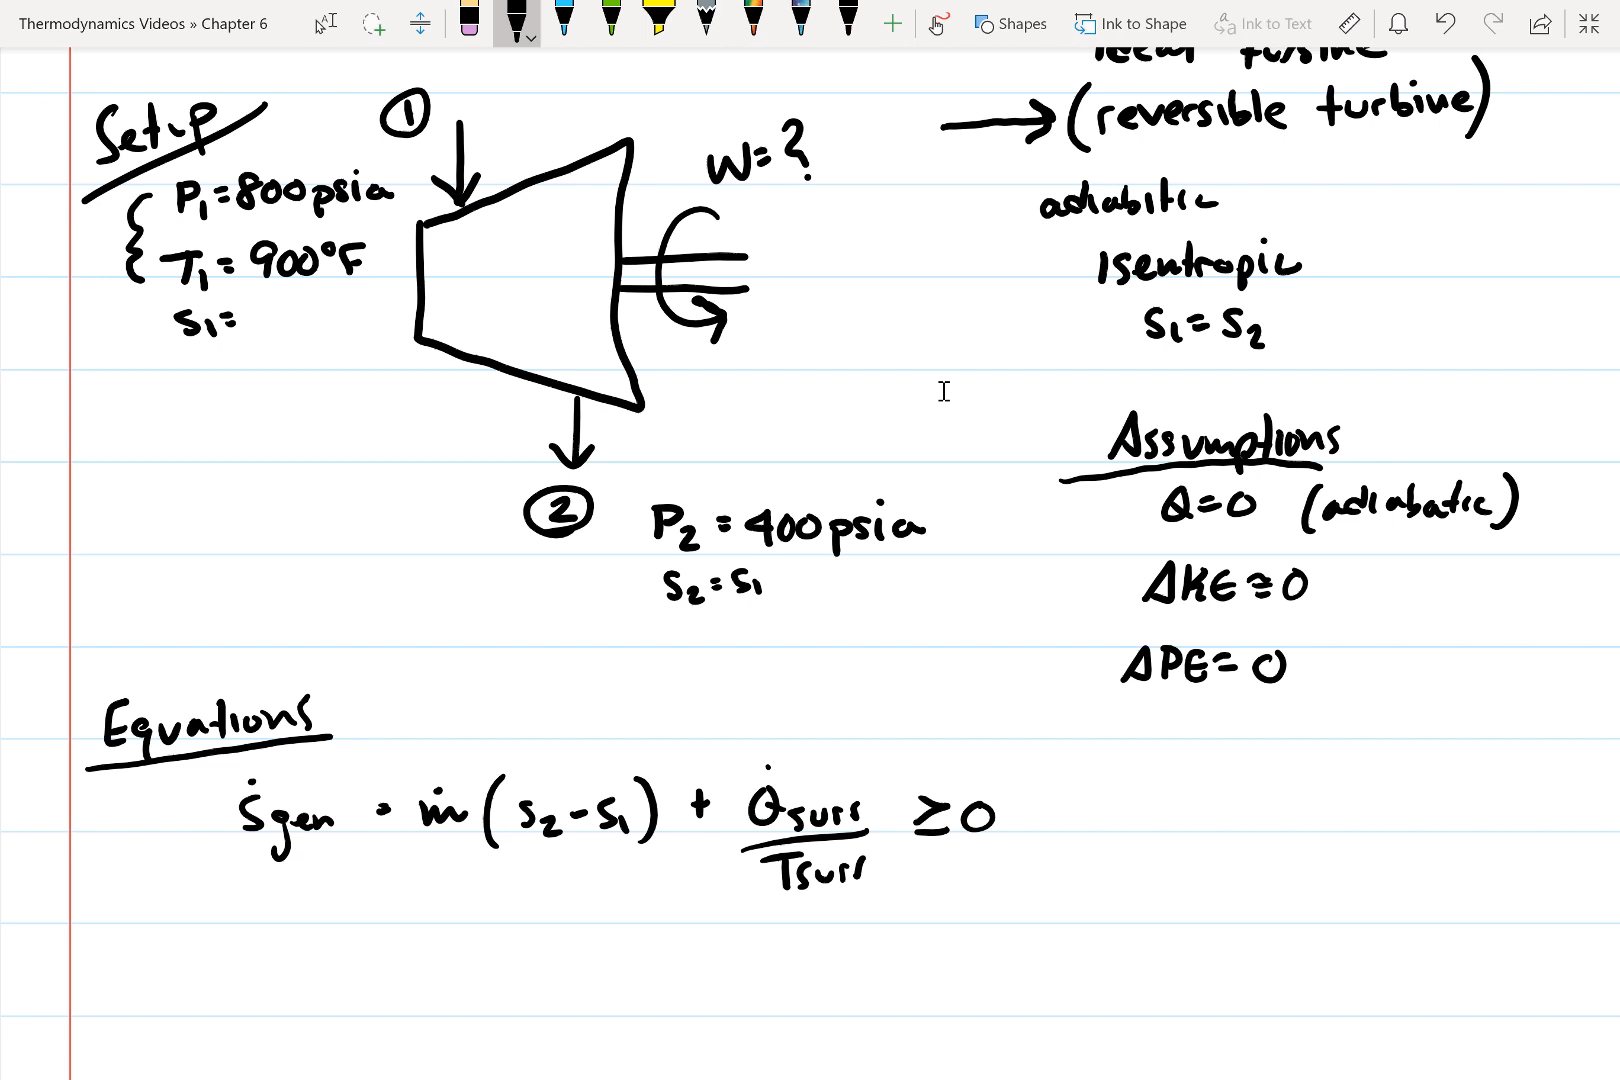 Thermodynamics Videos » Chapter 6
Shapes
Ink to Shape
Ink to Text
Setup
①
P₁ = 800 psia
T₁ = 900°F
s₁ =
W = ?
②
P₂ = 400 psia
s₂ = s₁
(reversible turbine)
adiabitic
Isentropic
s₁ = s₂
Assumptions
Q = 0 (adiabatic)
ΔKE ≅ 0
ΔPE = 0
Equations
Ṡgen = ṁ(s₂ - s₁) + Q̇surr / Tsurr ≥ 0